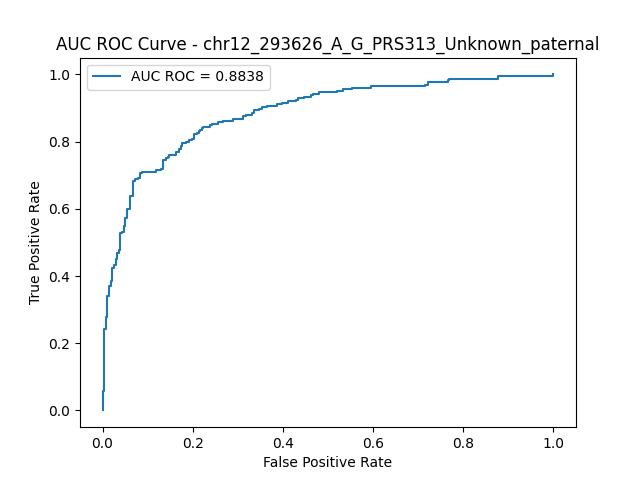 AUC ROC Curve - chr12_293626_A_G_PRS313_Unknown_paternal
AUC ROC = 0.8838
1.0
0.8
0.6
0.4
0.2
0.0
True Positive Rate
0.0 0.2 0.4 0.6 0.8 1.0
False Positive Rate